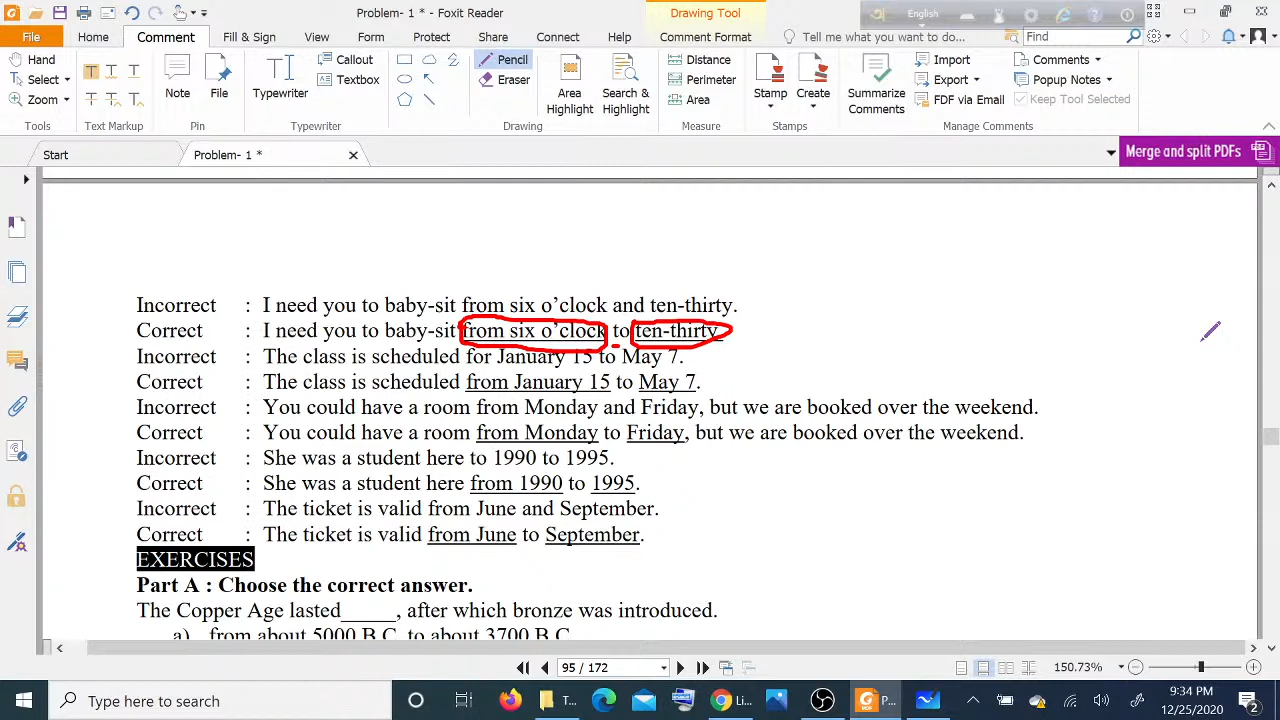 Problem- 1 * - Foxit Reader
Drawing Tool
English
File Home Comment Fill & Sign View Form Protect Share Connect Help Comment Format Tell me what you want to do... Find
Hand
Select
Zoom
Tools
Text Markup
Note
File
Pin
Typewriter
Callout
Textbox
Typewriter
Pencil
Eraser
Area Highlight
Search & Highlight
Drawing
Distance
Perimeter
Area
Measure
Stamp
Create
Stamps
Summarize Comments
Import
Export
FDF via Email
Comments
Popup Notes
Keep Tool Selected
Manage Comments
Start
Problem- 1 *
Merge and split PDFs
Incorrect : I need you to baby-sit from six o’clock and ten-thirty.
Correct : I need you to baby-sit from six o’clock to ten-thirty.
Incorrect : The class is scheduled for January 15 to May 7.
Correct : The class is scheduled from January 15 to May 7.
Incorrect : You could have a room from Monday and Friday, but we are booked over the weekend.
Correct : You could have a room from Monday to Friday, but we are booked over the weekend.
Incorrect : She was a student here to 1990 to 1995.
Correct : She was a student here from 1990 to 1995.
Incorrect : The ticket is valid from June and September.
Correct : The ticket is valid from June to September.
EXERCISES
Part A : Choose the correct answer.
The Copper Age lasted_____, after which bronze was introduced.
a) from about 5000 B.C. to about 3700 B.C.
95 / 172
150.73%
Type here to search
T...
Li...
P...
9:34 PM
12/25/2020
2